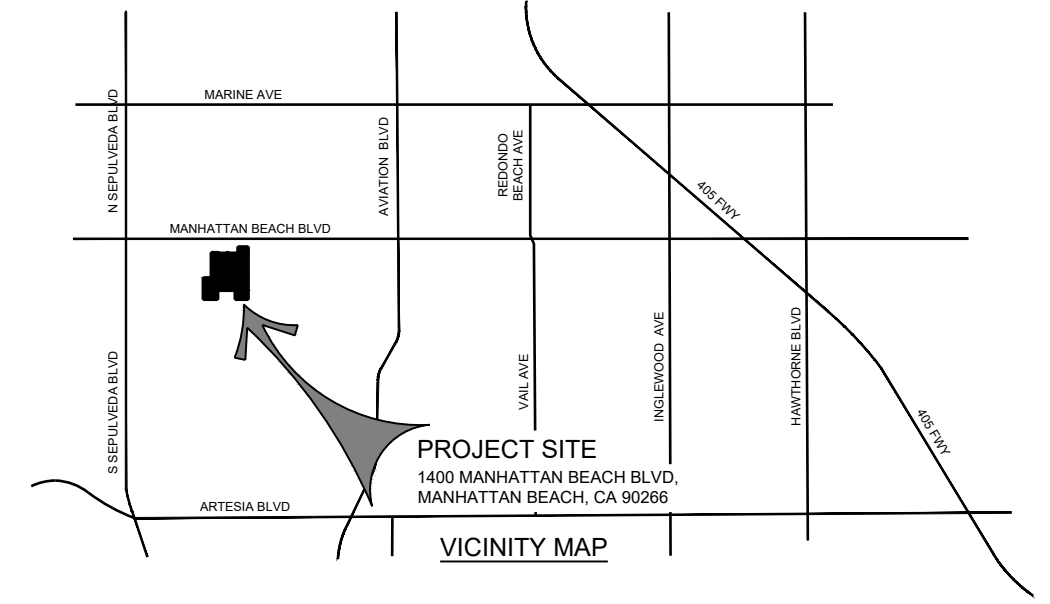 MARINE AVE
N SEPULVEDA BLVD
AVIATION BLVD
REDONDO
BEACH AVE
405 FWY
MANHATTAN BEACH BLVD
S SEPULVEDA BLVD
VAIL AVE
INGLEWOOD AVE
HAWTHORNE BLVD
405 FWY
PROJECT SITE
1400 MANHATTAN BEACH BLVD,
MANHATTAN BEACH, CA 90266
ARTESIA BLVD
VICINITY MAP